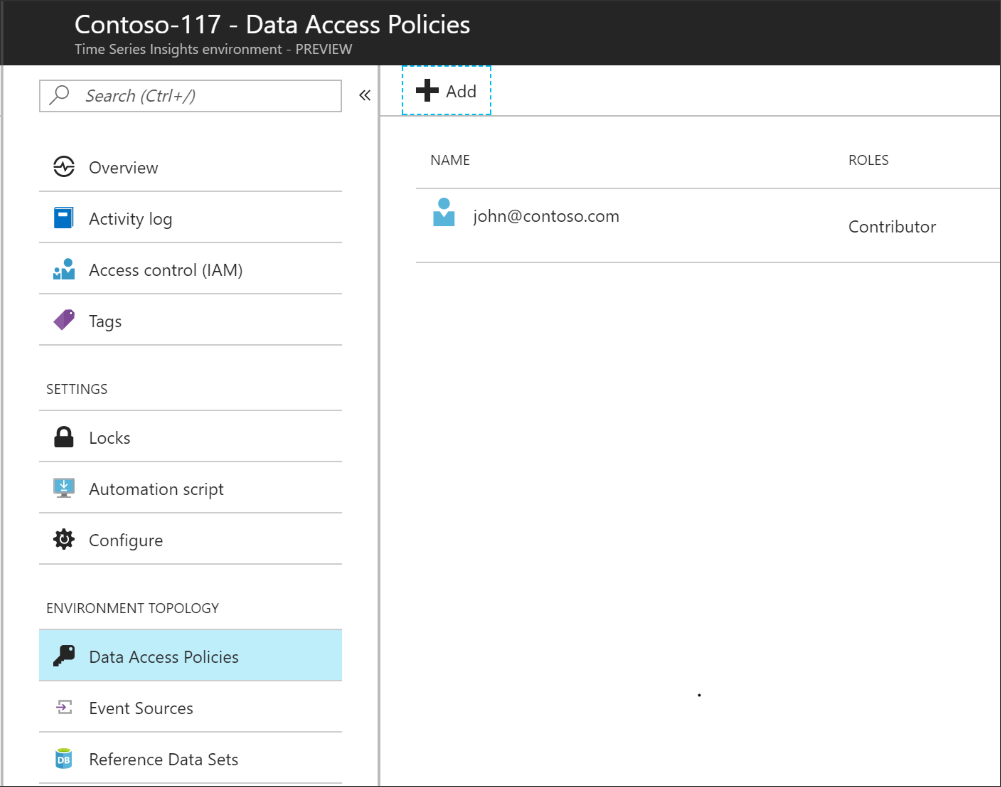 Contoso-117 - Data Access Policies
Time Series Insights environment - PREVIEW
Search (Ctrl+/)
Overview
Activity log
Access control (IAM)
Tags
SETTINGS
Locks
Automation script
Configure
ENVIRONMENT TOPOLOGY
Data Access Policies
Event Sources
DB
Reference Data Sets
Add
NAME ROLES
john@contoso.com
Contributor